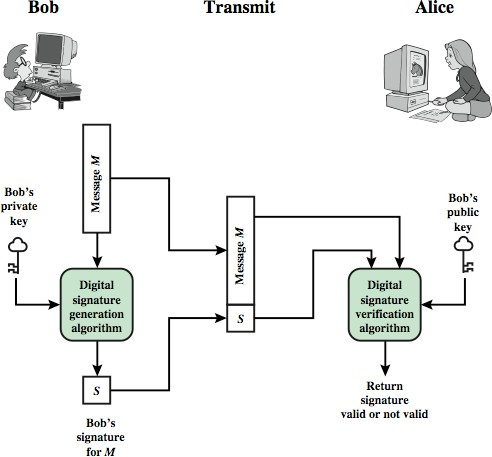 Bob
Transmit
Alice
Message M
Bob's
private
key
Digital
signature
generation
algorithm
S
Bob's
signature
for M
Message M
S
Bob's
public
key
Digital
signature
verification
algorithm
Return
signature
valid or not valid